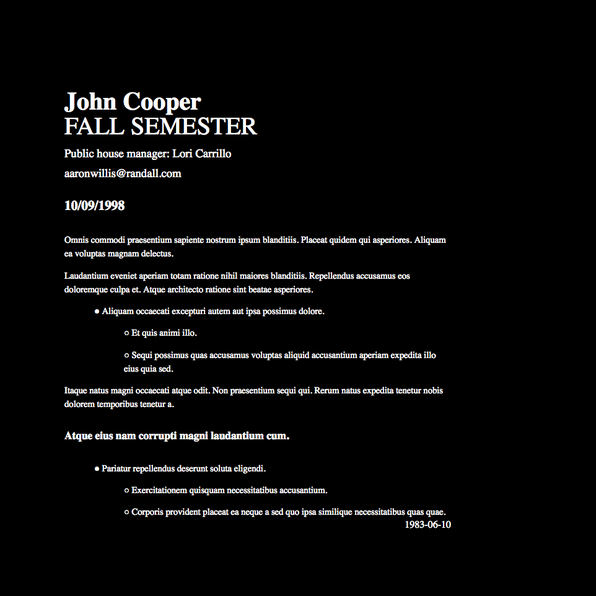 John Cooper
FALL SEMESTER
Public house manager: Lori Carrillo
aaronwillis@randall.com
10/09/1998
Omnis commodi praesentium sapiente nostrum ipsum blanditiis. Placeat quidem qui asperiores. Aliquam
ea voluptas magnam delectus.
Laudantium eveniet aperiam totam ratione nihil maiores blanditiis. Repellendus accusamus eos
doloremque culpa et. Atque architecto ratione sint beatae asperiores.
● Aliquam occaecati excepturi autem aut ipsa possimus dolore.
○ Et quis animi illo.
○ Sequi possimus quas accusamus voluptas aliquid accusantium aperiam expedita illo
eius quia sed.
Itaque natus magni occaecati atque odit. Non praesentium sequi qui. Rerum natus expedita tenetur nobis
dolorem temporibus tenetur a.
Atque eius nam corrupti magni laudantium cum.
● Pariatur repellendus deserunt soluta eligendi.
○ Exercitationem quisquam necessitatibus accusantium.
○ Corporis provident placeat ea neque a sed quo ipsa similique necessitatibus quas quae.
1983-06-10